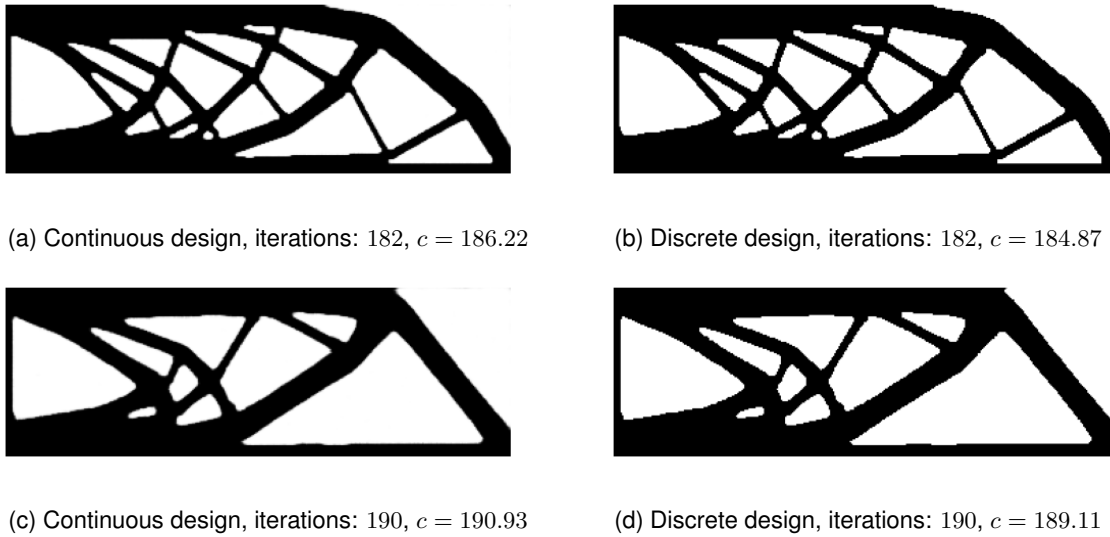 (a) Continuous design, iterations: 182, c = 186.22
(b) Discrete design, iterations: 182, c = 184.87
(c) Continuous design, iterations: 190, c = 190.93
(d) Discrete design, iterations: 190, c = 189.11